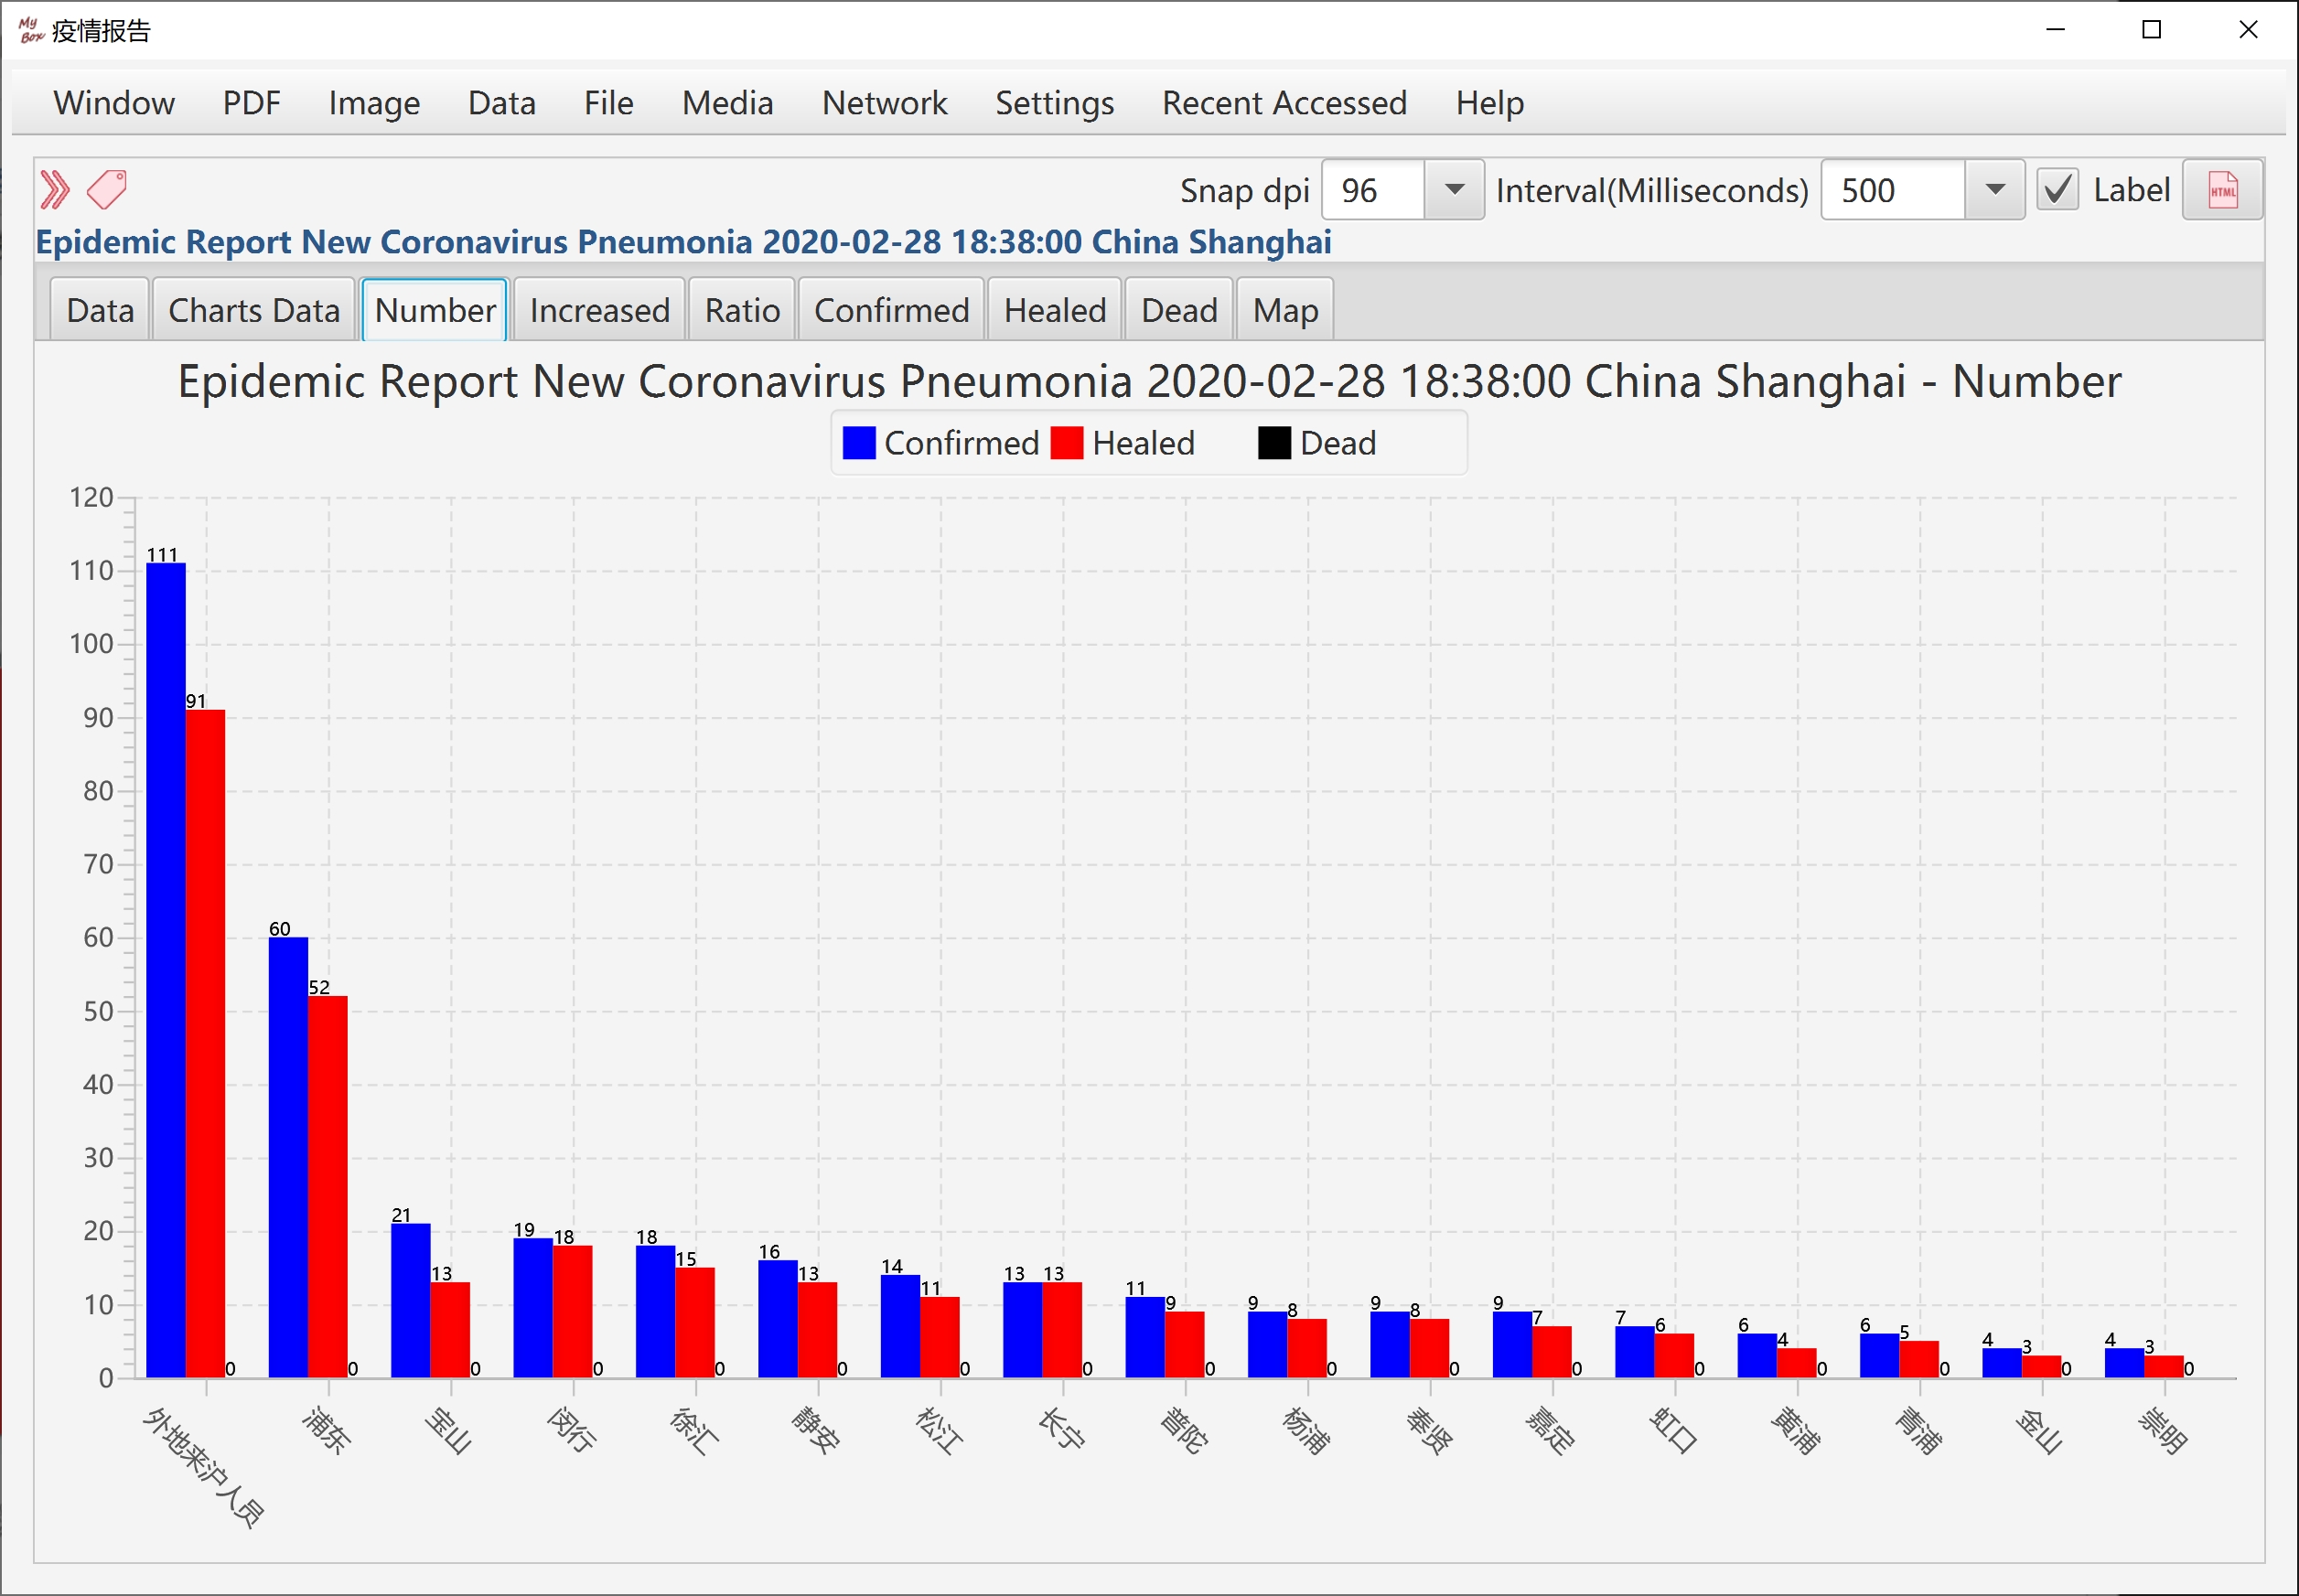 My Box 疫情报告
Window PDF Image Data File Media Network Settings Recent Accessed Help
Snap dpi 96 Interval(Milliseconds) 500 Label HTML
Epidemic Report New Coronavirus Pneumonia 2020-02-28 18:38:00 China Shanghai
Data Charts Data Number Increased Ratio Confirmed Healed Dead Map
Epidemic Report New Coronavirus Pneumonia 2020-02-28 18:38:00 China Shanghai - Number
Confirmed Healed Dead
120
110
100
90
80
70
60
50
40
30
20
10
0
111 91 0
60 52 0
21 13 0
19 18 0
18 15 0
16 13 0
14 11 0
13 13 0
11 9 0
9 8 0
9 8 0
9 7 0
7 6 0
6 4 0
6 5 0
4 3 0
4 3 0
外地来沪人员 浦东 宝山 闵行 徐汇 静安 松江 长宁 普陀 杨浦 奉贤 嘉定 虹口 黄浦 青浦 金山 崇明